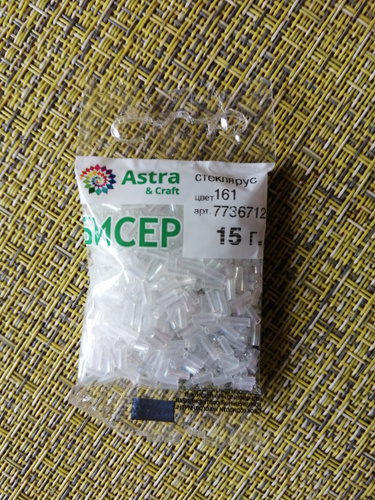 Astra
& Craft
БИСЕР
стеклярус
цвет 161
арт. 7736712
15 г.